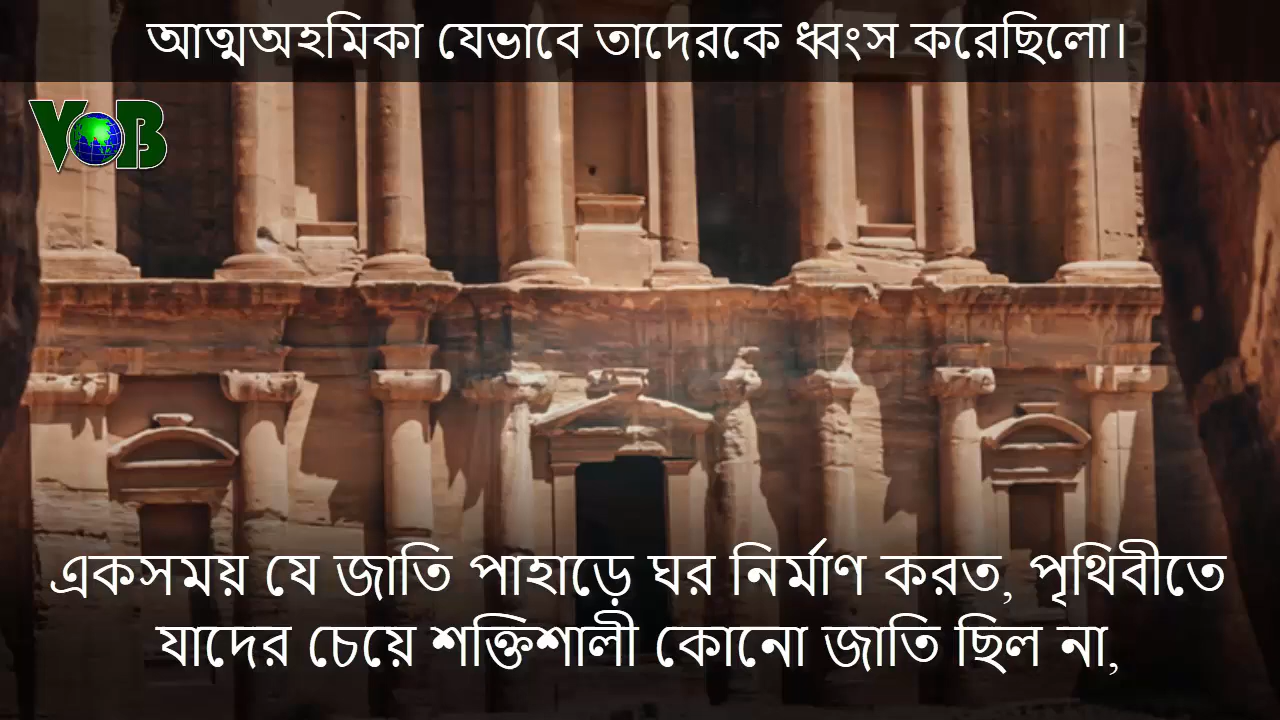 আত্মঅহমিকা যেভাবে তাদেরকে ধ্বংস করেছিলো।
VOB
একসময় যে জাতি পাহাড়ে ঘর নির্মাণ করত, পৃথিবীতে
যাদের চেয়ে শক্তিশালী কোনো জাতি ছিল না,